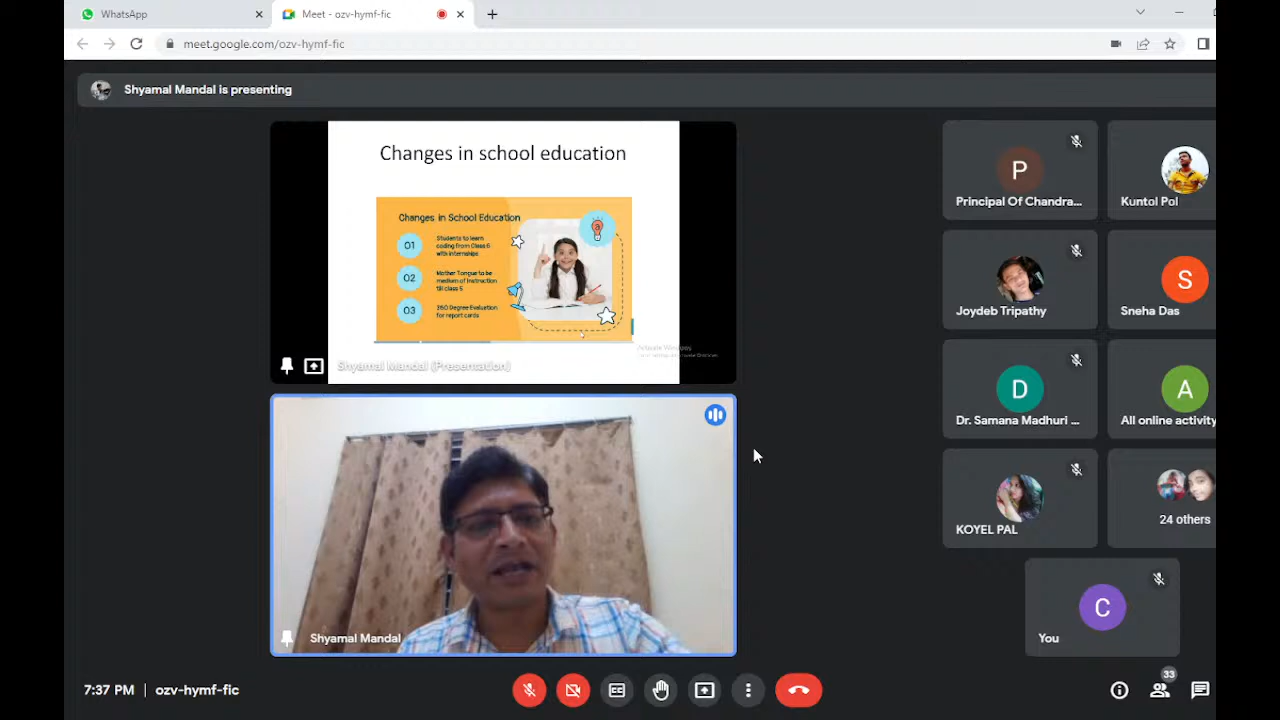 WhatsApp
Meet - ozv-hymf-fic
meet.google.com/ozv-hymf-fic
Shyamal Mandal is presenting
Changes in school education
Changes in School Education
01
Students to learn
coding from Class 6
with internships
02
Mother Tongue to be
medium of instruction
till class 5
03
360 Degree Evaluation
for report cards
Shyamal Mandal (Presentation)
Shyamal Mandal
P
Principal Of Chandra...
Kuntol Pol
Joydeb Tripathy
S
Das
D
Dr. Samana Madhuri ...
A
All online activity
KOYEL PAL
24 others
C
You
7:37 PM | ozv-hymf-fic
CC
33